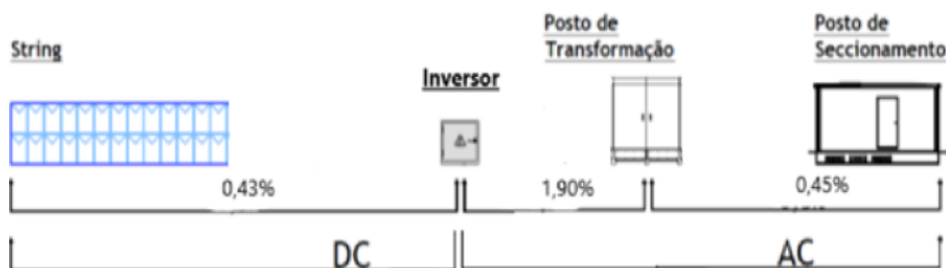 String
Inversor
Posto de
Transformação
Posto de
Seccionamento
0,43%
1,90%
0,45%
DC
AC